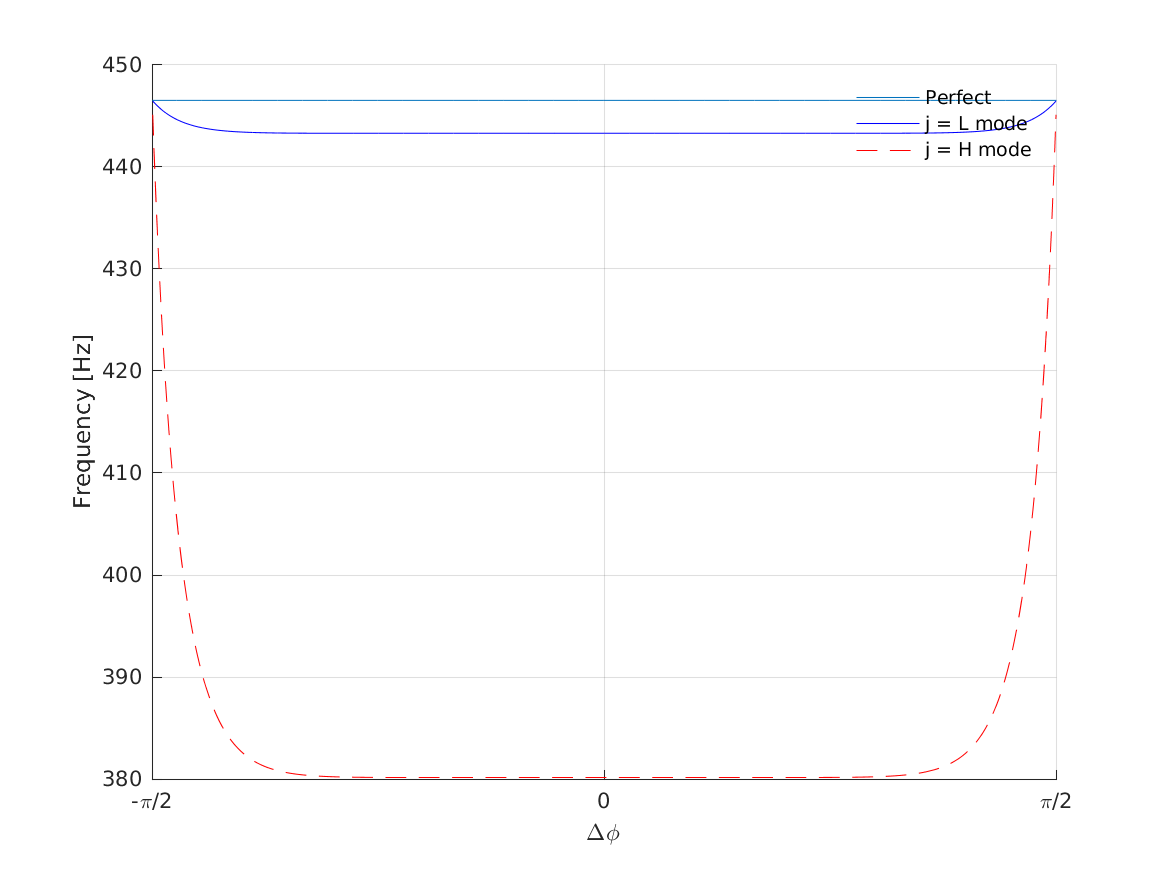 450
440
430
420
410
400
390
380
Frequency [Hz]
Perfect
j = L mode
j = H mode
-π/2
0
π/2
Δϕ